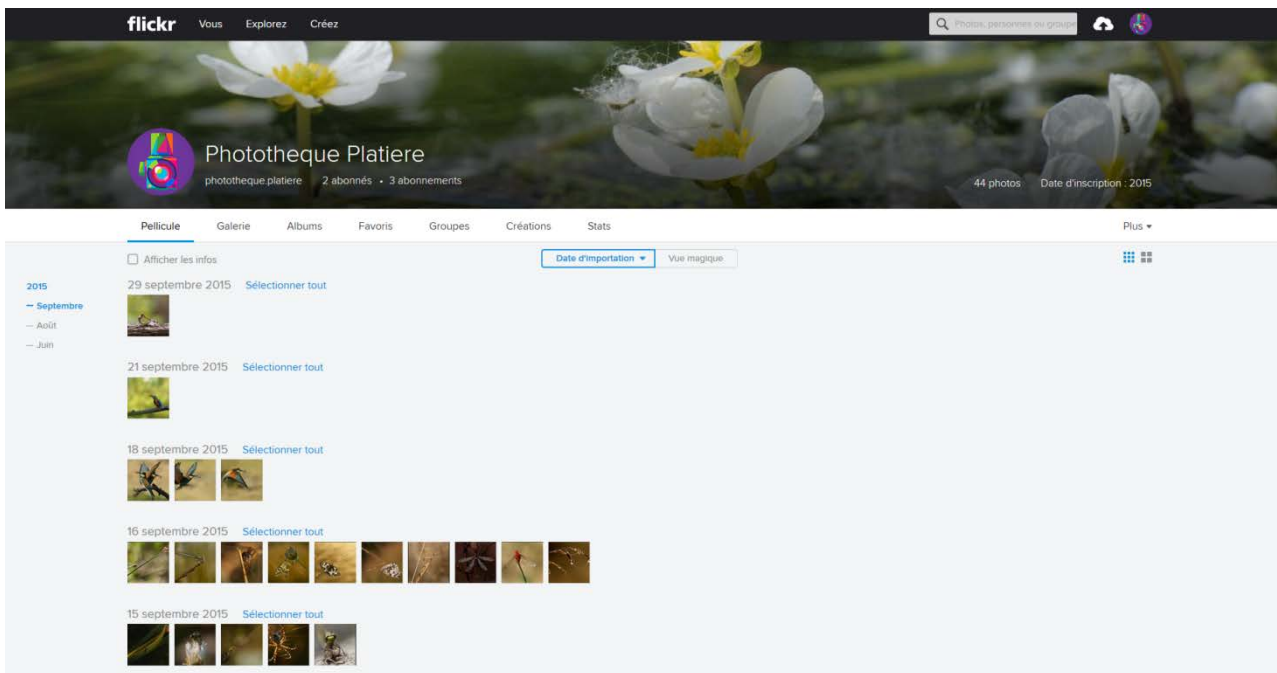 flickr Vous Explorez Créez Photos, personnes ou groupe
Phototheque Platiere
phototheque.platiere 2 abonnés • 3 abonnements 44 photos Date d'inscription : 2015
Pellicule Galerie Albums Favoris Groupes Créations Stats Plus
Afficher les infos Date d'importation Vue magique
2015
— Septembre
— Août
— Juin
29 septembre 2015 Sélectionner tout
21 septembre 2015 Sélectionner tout
18 septembre 2015 Sélectionner tout
16 septembre 2015 Sélectionner tout
15 septembre 2015 Sélectionner tout